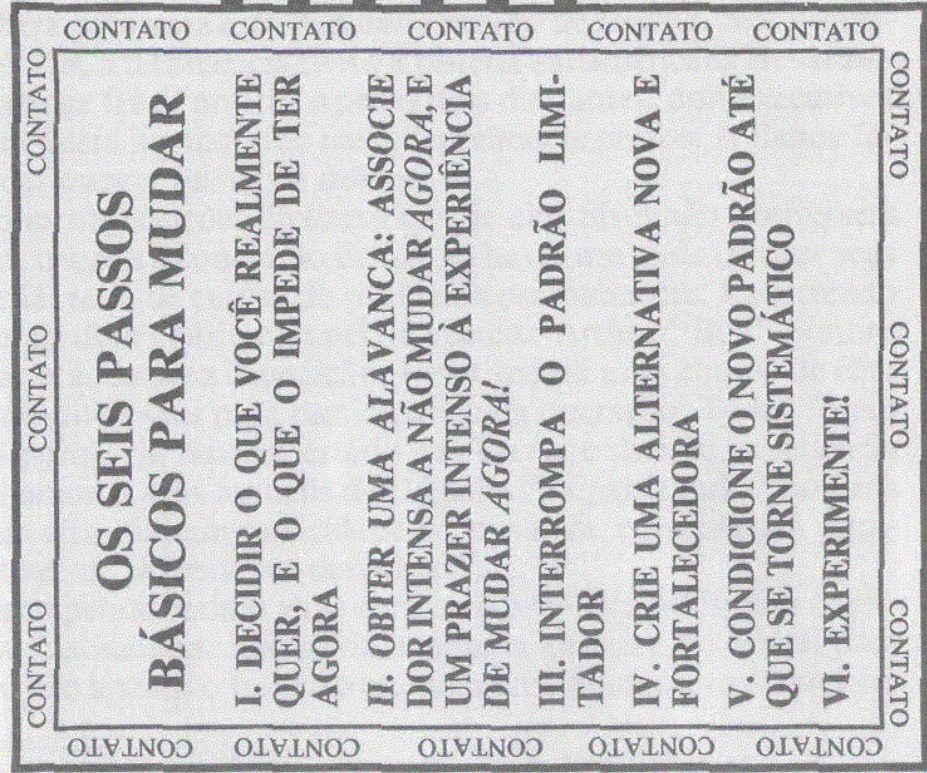 CONTATO CONTATO CONTATO CONTATO CONTATO
CONTATO CONTATO CONTATO
OS SEIS PASSOS
BÁSICOS PARA MUDAR
I. DECIDIR O QUE VOCÊ REALMENTE
QUER, E O QUE O IMPEDE DE TER
AGORA
II. OBTER UMA ALAVANCA: ASSOCIE
DOR INTENSA A NÃO MUDAR AGORA, E
UM PRAZER INTENSO À EXPERIÊNCIA
DE MUDAR AGORA!
III. INTERROMPA O PADRÃO LIMI-
TADOR
IV. CRIE UMA ALTERNATIVA NOVA E
FORTALECEDORA
V. CONDICIONE O NOVO PADRÃO ATÉ
QUE SE TORNE SISTEMÁTICO
VI. EXPERIMENTE!
CONTATO CONTATO CONTATO
CONTATO CONTATO CONTATO CONTATO CONTATO